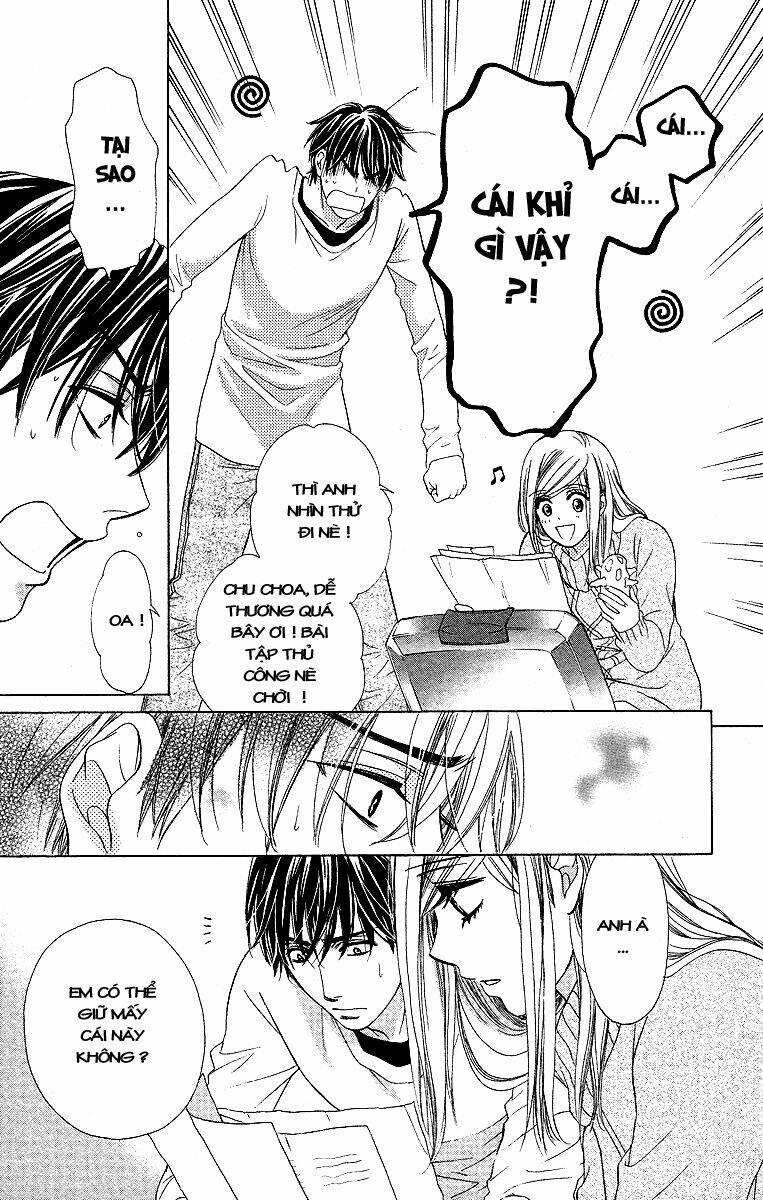 CÁI...
CÁI...
CÁI KHỈ
GÌ VẬY
?!
THÌ ANH
NHÌN THỬ
ĐI NÈ !
CHU CHOA, DỄ
THƯƠNG QUÁ
BÂY ƠI ! BÀI
TẬP THỦ
CÔNG NÈ
CHỜI !
TẠI
SAO
...
OA !
ANH À
...
EM CÓ THỂ
GIỮ MẤY
CÁI NÀY
KHÔNG ?